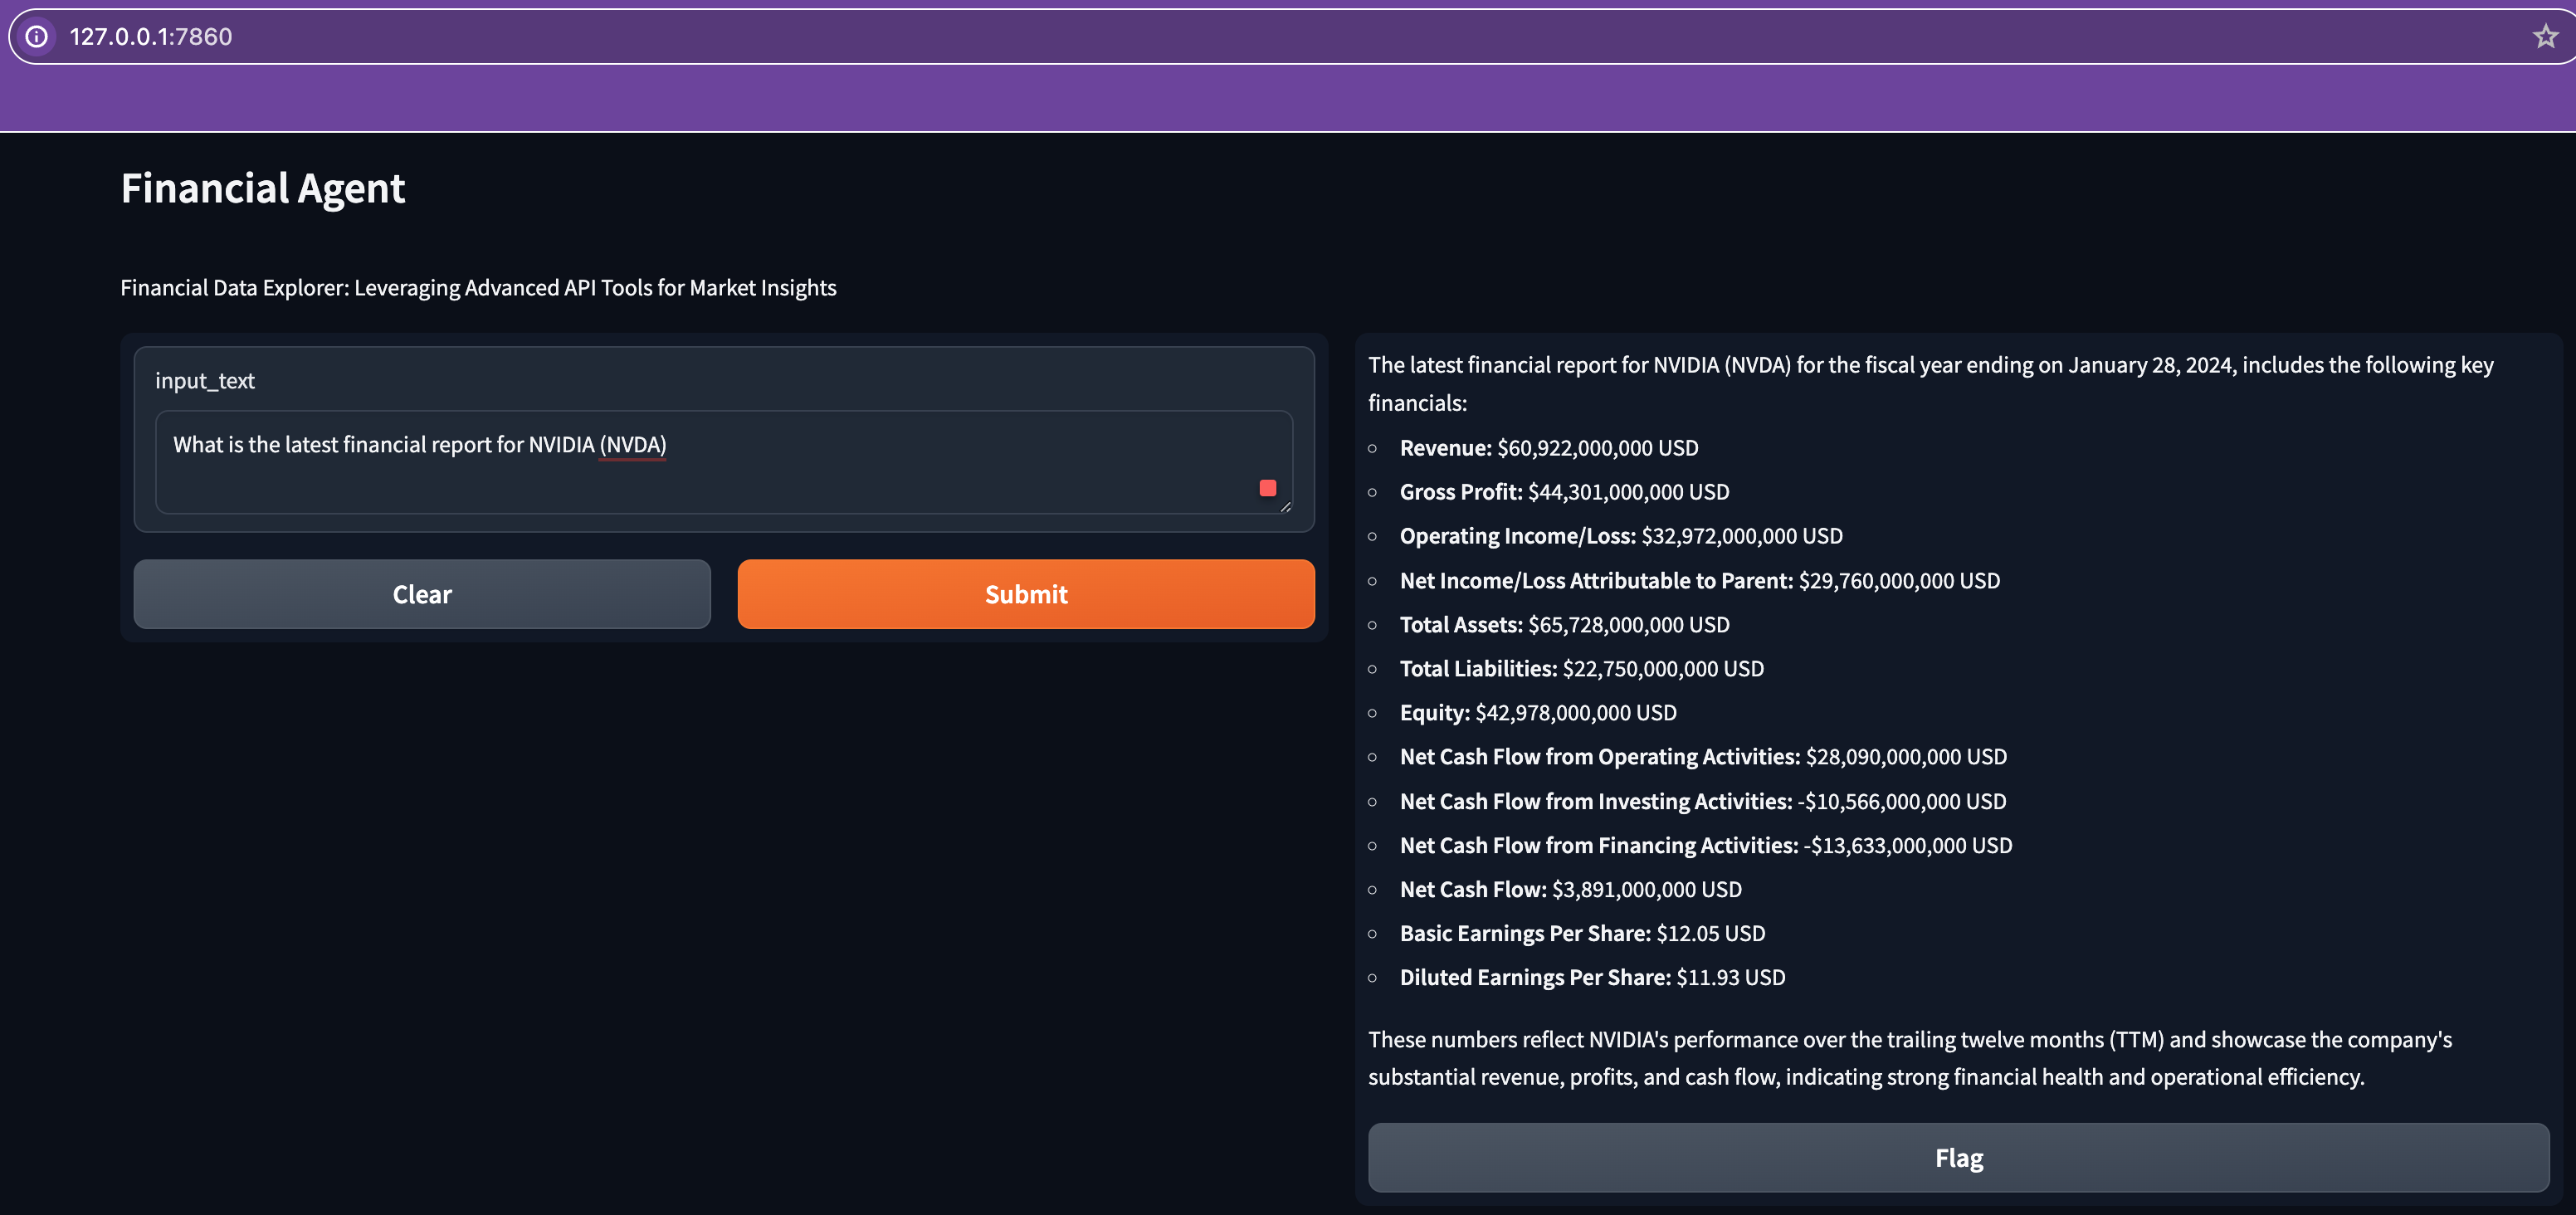 127.0.0.1:7860
Financial Agent
Financial Data Explorer: Leveraging Advanced API Tools for Market Insights
input_text
What is the latest financial report for NVIDIA (NVDA)
Clear
Submit
The latest financial report for NVIDIA (NVDA) for the fiscal year ending on January 28, 2024, includes the following key
financials:
Revenue: $60,922,000,000 USD
Gross Profit: $44,301,000,000 USD
Operating Income/Loss: $32,972,000,000 USD
Net Income/Loss Attributable to Parent: $29,760,000,000 USD
Total Assets: $65,728,000,000 USD
Total Liabilities: $22,750,000,000 USD
Equity: $42,978,000,000 USD
Net Cash Flow from Operating Activities: $28,090,000,000 USD
Net Cash Flow from Investing Activities: -$10,566,000,000 USD
Net Cash Flow from Financing Activities: -$13,633,000,000 USD
Net Cash Flow: $3,891,000,000 USD
Basic Earnings Per Share: $12.05 USD
Diluted Earnings Per Share: $11.93 USD
These numbers reflect NVIDIA's performance over the trailing twelve months (TTM) and showcase the company's
substantial revenue, profits, and cash flow, indicating strong financial health and operational efficiency.
Flag